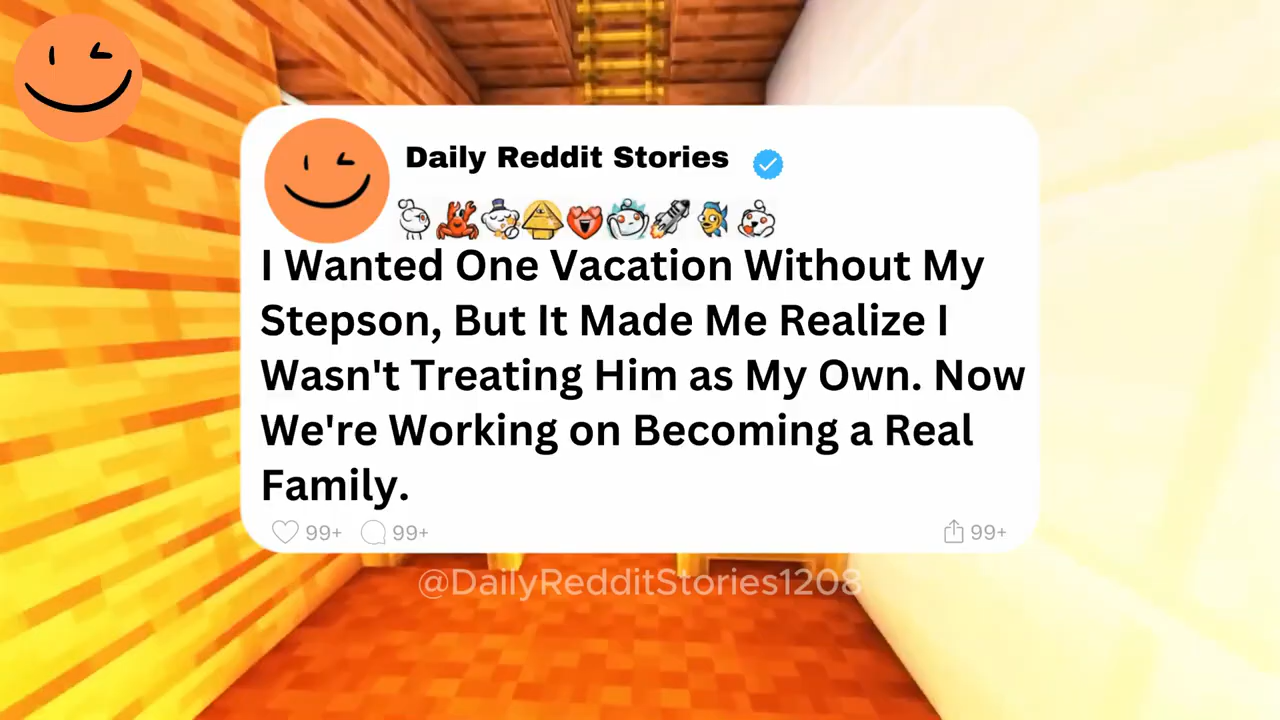 Daily Reddit Stories
I Wanted One Vacation Without My
Stepson, But It Made Me Realize I
Wasn't Treating Him as My Own. Now
We're Working on Becoming a Real
Family.
99+ 99+ 99+
@DailyRedditStories1208